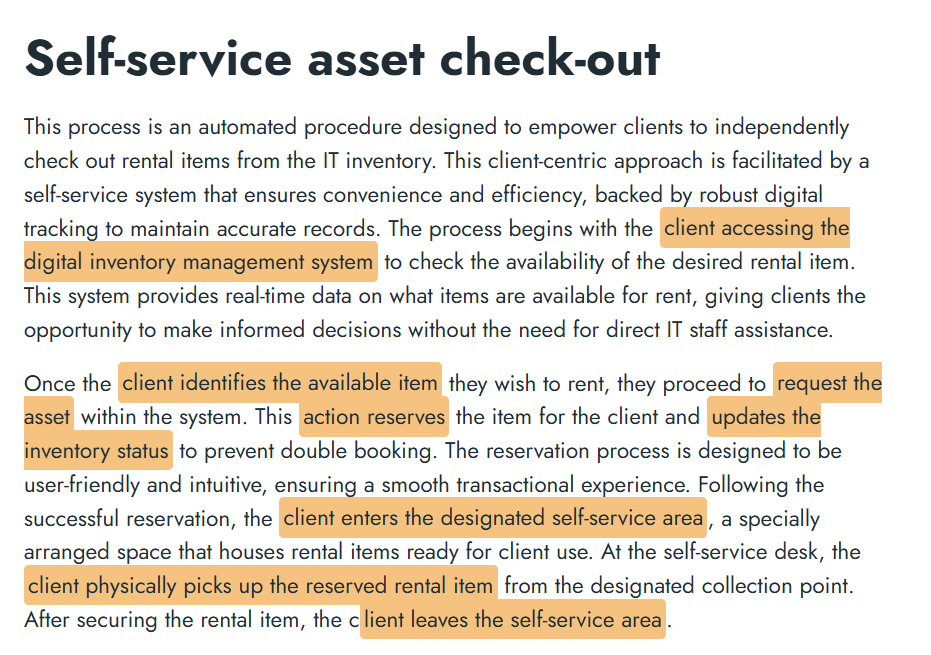 Self-service asset check-out
This process is an automated procedure designed to empower clients to independently
check out rental items from the IT inventory. This client-centric approach is facilitated by a
self-service system that ensures convenience and efficiency, backed by robust digital
tracking to maintain accurate records. The process begins with the client accessing the
digital inventory management system to check the availability of the desired rental item.
This system provides real-time data on what items are available for rent, giving clients the
opportunity to make informed decisions without the need for direct IT staff assistance.
Once the client identifies the available item they wish to rent, they proceed to request the
asset within the system. This action reserves the item for the client and updates the
inventory status to prevent double booking. The reservation process is designed to be
user-friendly and intuitive, ensuring a smooth transactional experience. Following the
successful reservation, the client enters the designated self-service area, a specially
arranged space that houses rental items ready for client use. At the self-service desk, the
client physically picks up the reserved rental item from the designated collection point.
After securing the rental item, the client leaves the self-service area.